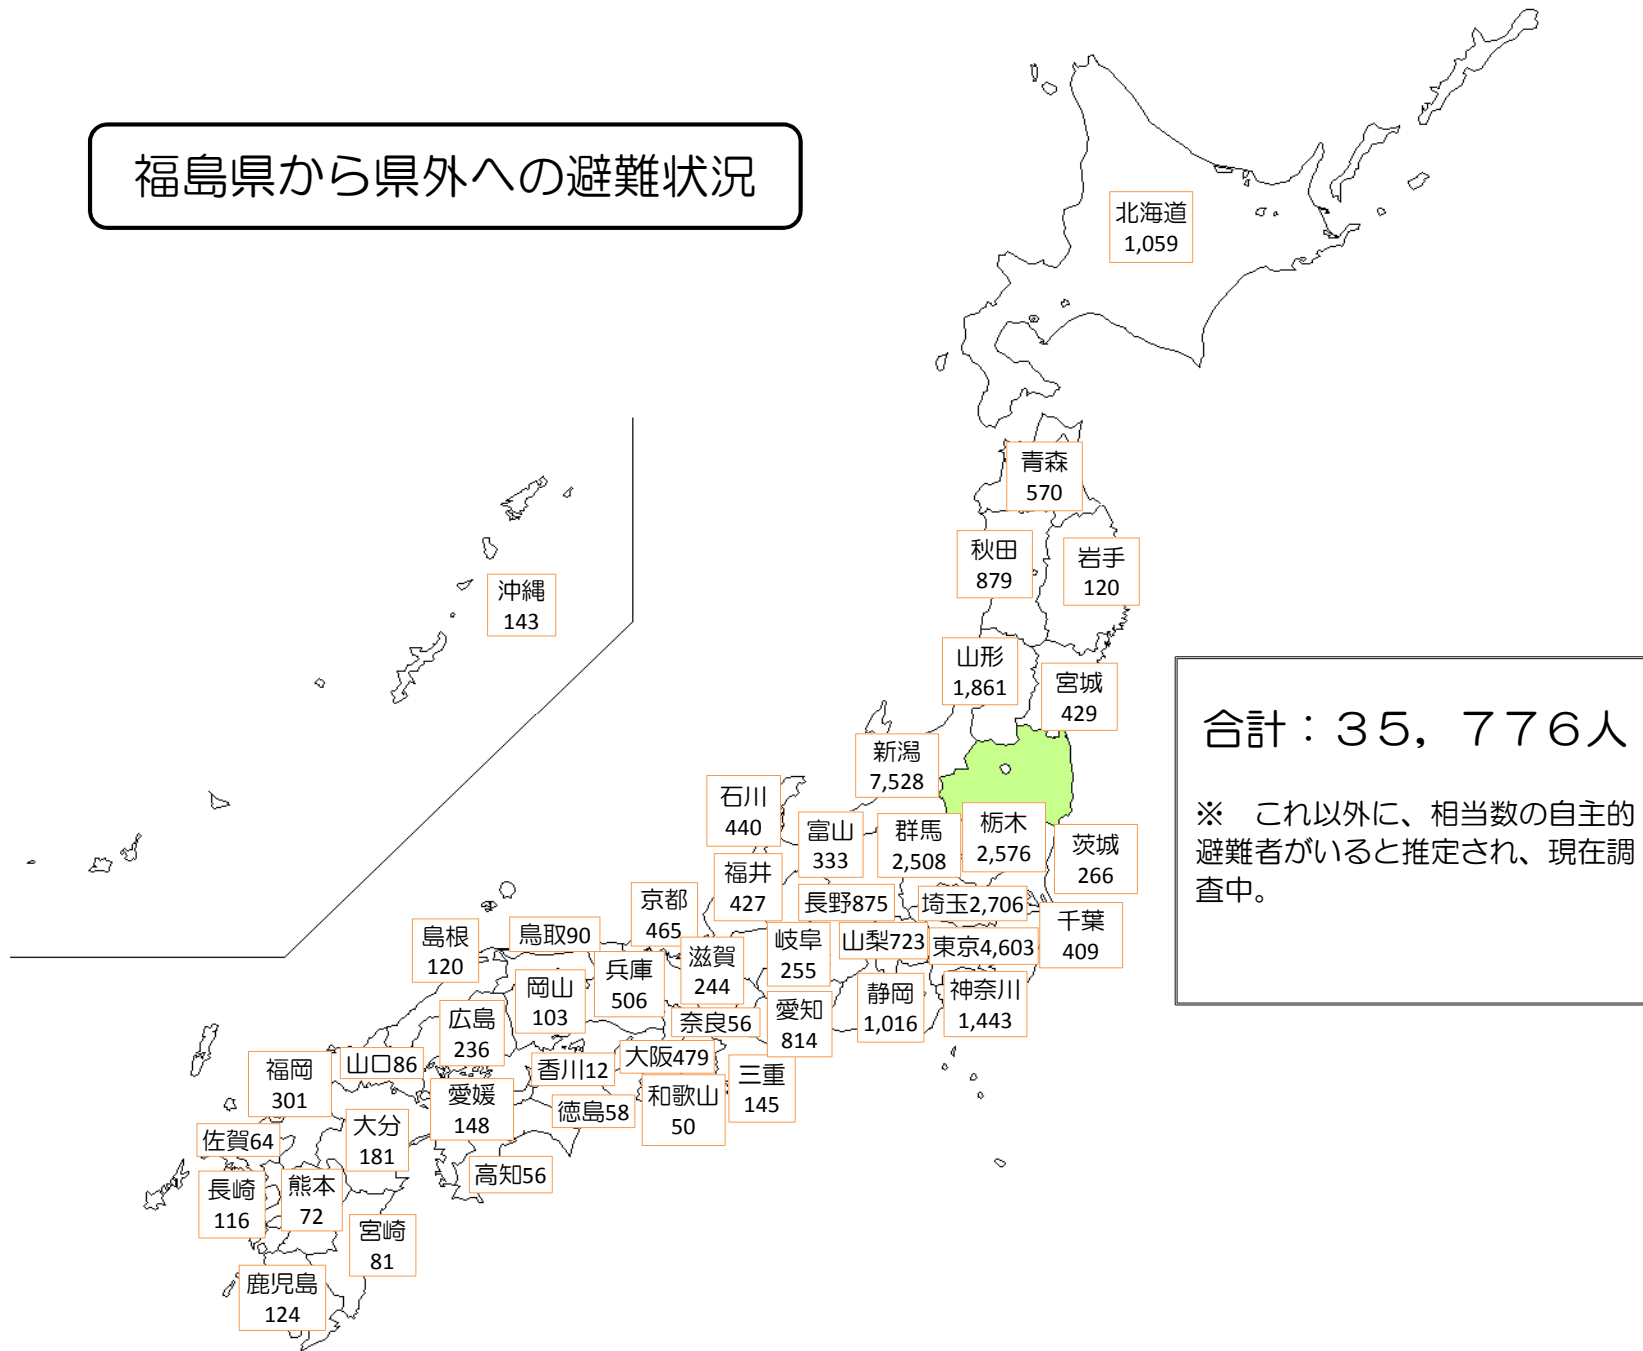 福島県から県外への避難状況
北海道
1,059
青森
570
秋田
879
岩手
120
沖縄
143
山形
1,861
宮城
429
合計：３５，７７６人
※　これ以外に、相当数の自主的
避難者がいると推定され、現在調
査中。
新潟
7,528
石川
440
富山
333
群馬
2,508
栃木
2,576
茨城
266
福井
427
京都
465
長野875
埼玉2,706
千葉
409
島根
120
鳥取90
兵庫
506
滋賀
244
岐阜
255
山梨723
東京4,603
岡山
103
静岡
1,016
神奈川
1,443
広島
236
奈良56
愛知
814
福岡
301
山口86
香川12
大阪479
三重
145
愛媛
148
徳島58
和歌山
50
佐賀64
大分
181
高知56
長崎
116
熊本
72
宮崎
81
鹿児島
124